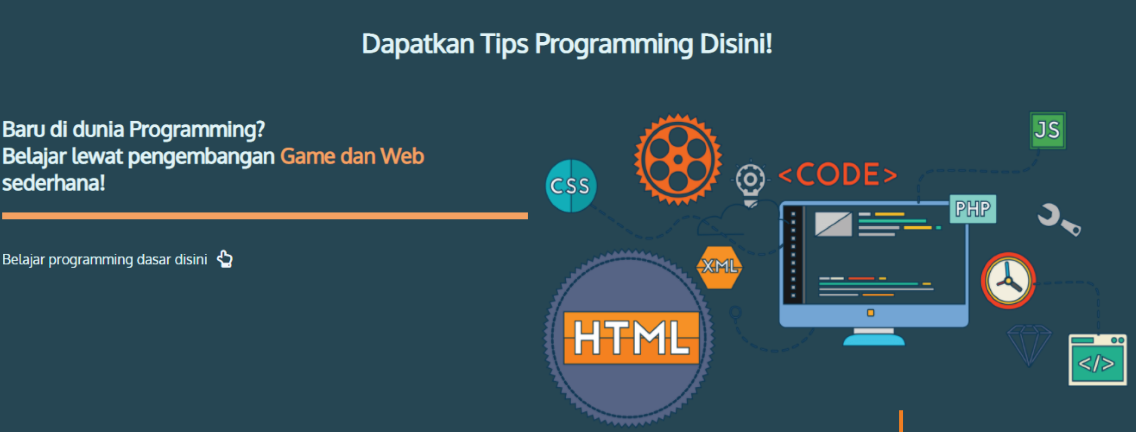 Dapatkan Tips Programming Disini!
Baru di dunia Programming?
Belajar lewat pengembangan Game dan Web
sederhana!
Belajar programming dasar disini
CSS
<CODE>
JS
PHP
XML
HTML
</>